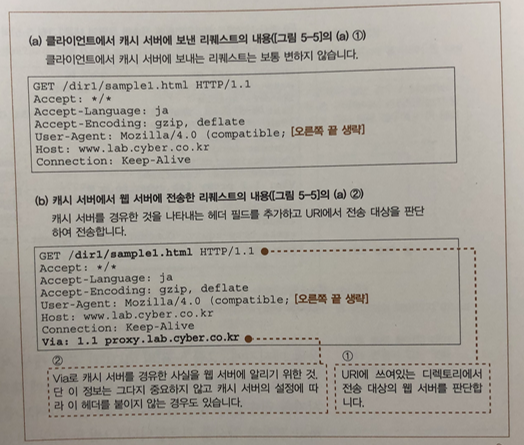 (a) 클라이언트에서 캐시 서버에 보낸 리퀘스트의 내용([그림 5-5]의 (a) ①)
클라이언트에서 캐시 서버에 보내는 리퀘스트는 보통 변하지 않습니다.
GET /dir1/sample1.html HTTP/1.1
Accept: */*
Accept-Language: ja
Accept-Encoding: gzip, deflate
User-Agent: Mozilla/4.0 (compatible; [오른쪽 끝 생략]
Host: www.lab.cyber.co.kr
Connection: Keep-Alive
(b) 캐시 서버에서 웹 서버에 전송한 리퀘스트의 내용([그림 5-5]의 (a) ②)
캐시 서버를 경유한 것을 나타내는 헤더 필드를 추가하고 URI에서 전송 대상을 판단
하여 전송합니다.
GET /dir1/sample1.html HTTP/1.1
Accept: */*
Accept-Language: ja
Accept-Encoding: gzip, deflate
User-Agent: Mozilla/4.0 (compatible; [오른쪽 끝 생략]
Host: www.lab.cyber.co.kr
Connection: Keep-Alive
Via: 1.1 proxy.lab.cyber.co.kr
②
Via로 캐시 서버를 경유한 사실을 웹 서버에 알리기 위한 것.
단 이 정보는 그다지 중요하지 않고 캐시 서버의 설정에 따
라 이 헤더를 붙이지 않는 경우도 있습니다.
①
URI에 쓰여있는 디렉토리에서
전송 대상의 웹 서버를 판단합
니다.